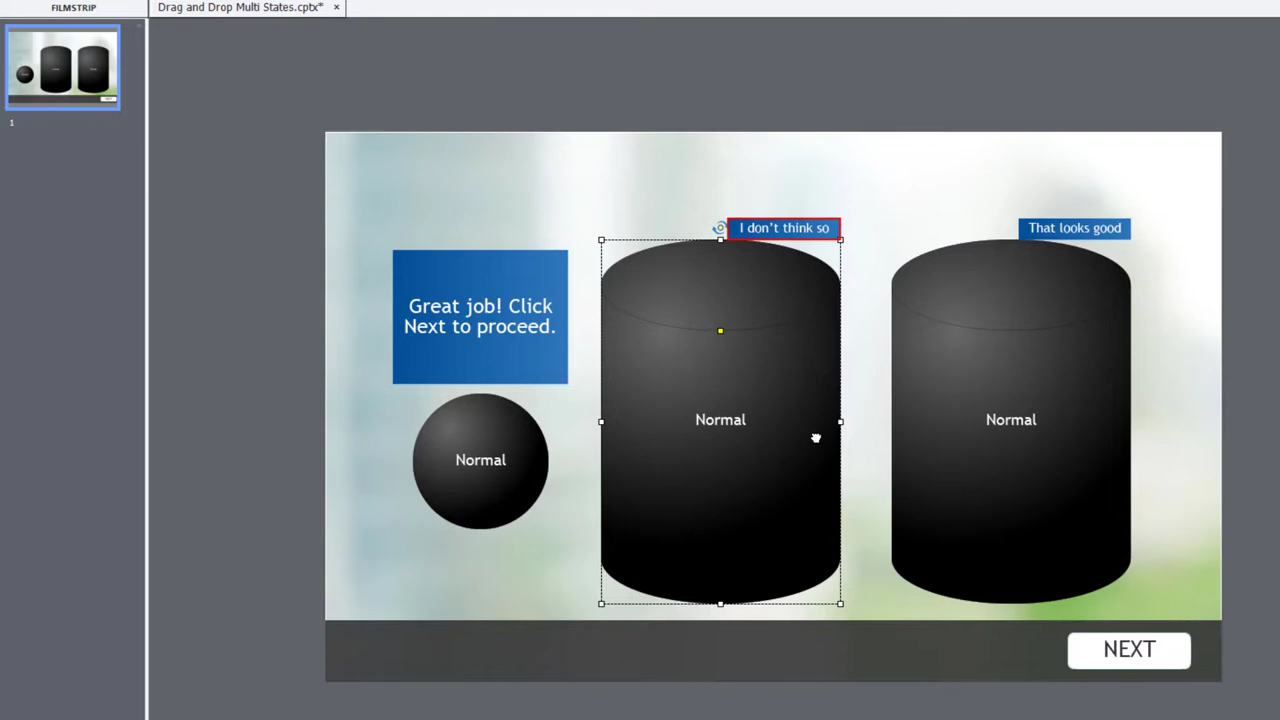 FILMSTRIP
Drag and Drop Multi States.cptx*
1
I don't think so
That looks good
Great job! Click
Next to proceed.
Normal
Normal
Normal
NEXT